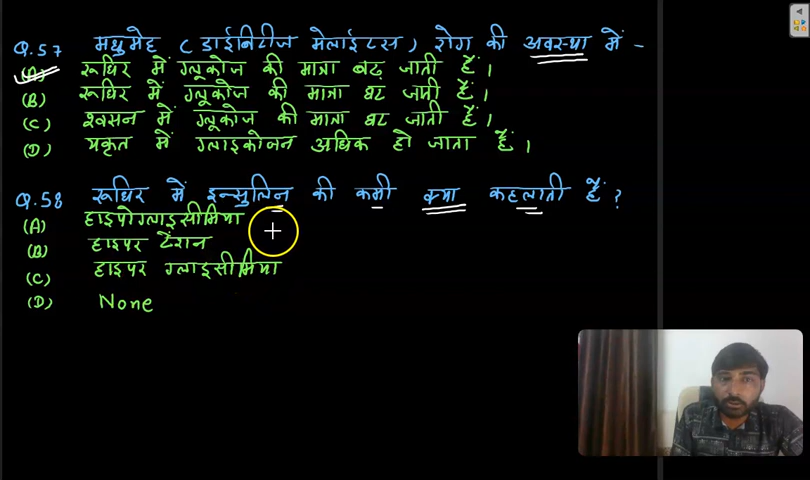 Q.57 मधुमेह (डाईबिटीज मेलाईटस) रोग की अवस्था में -
(A) रूधिर में ग्लूकोज की मात्रा बढ़ जाती हैं।
(B) रूधिर में ग्लूकोज की मात्रा घट जाती हैं।
(C) श्वसन में ग्लूकोज की मात्रा घट जाती हैं।
(D) यकृत में ग्लाइकोजन अधिक हो जाता हैं।
Q.58 रूधिर में इन्सुलिन की कमी क्या कहलाती हैं?
(A) हाइपोग्लाइसीमिया
(B) हाइपर टेंशन
(C) हाइपर ग्लाइसीमिया
(D) None